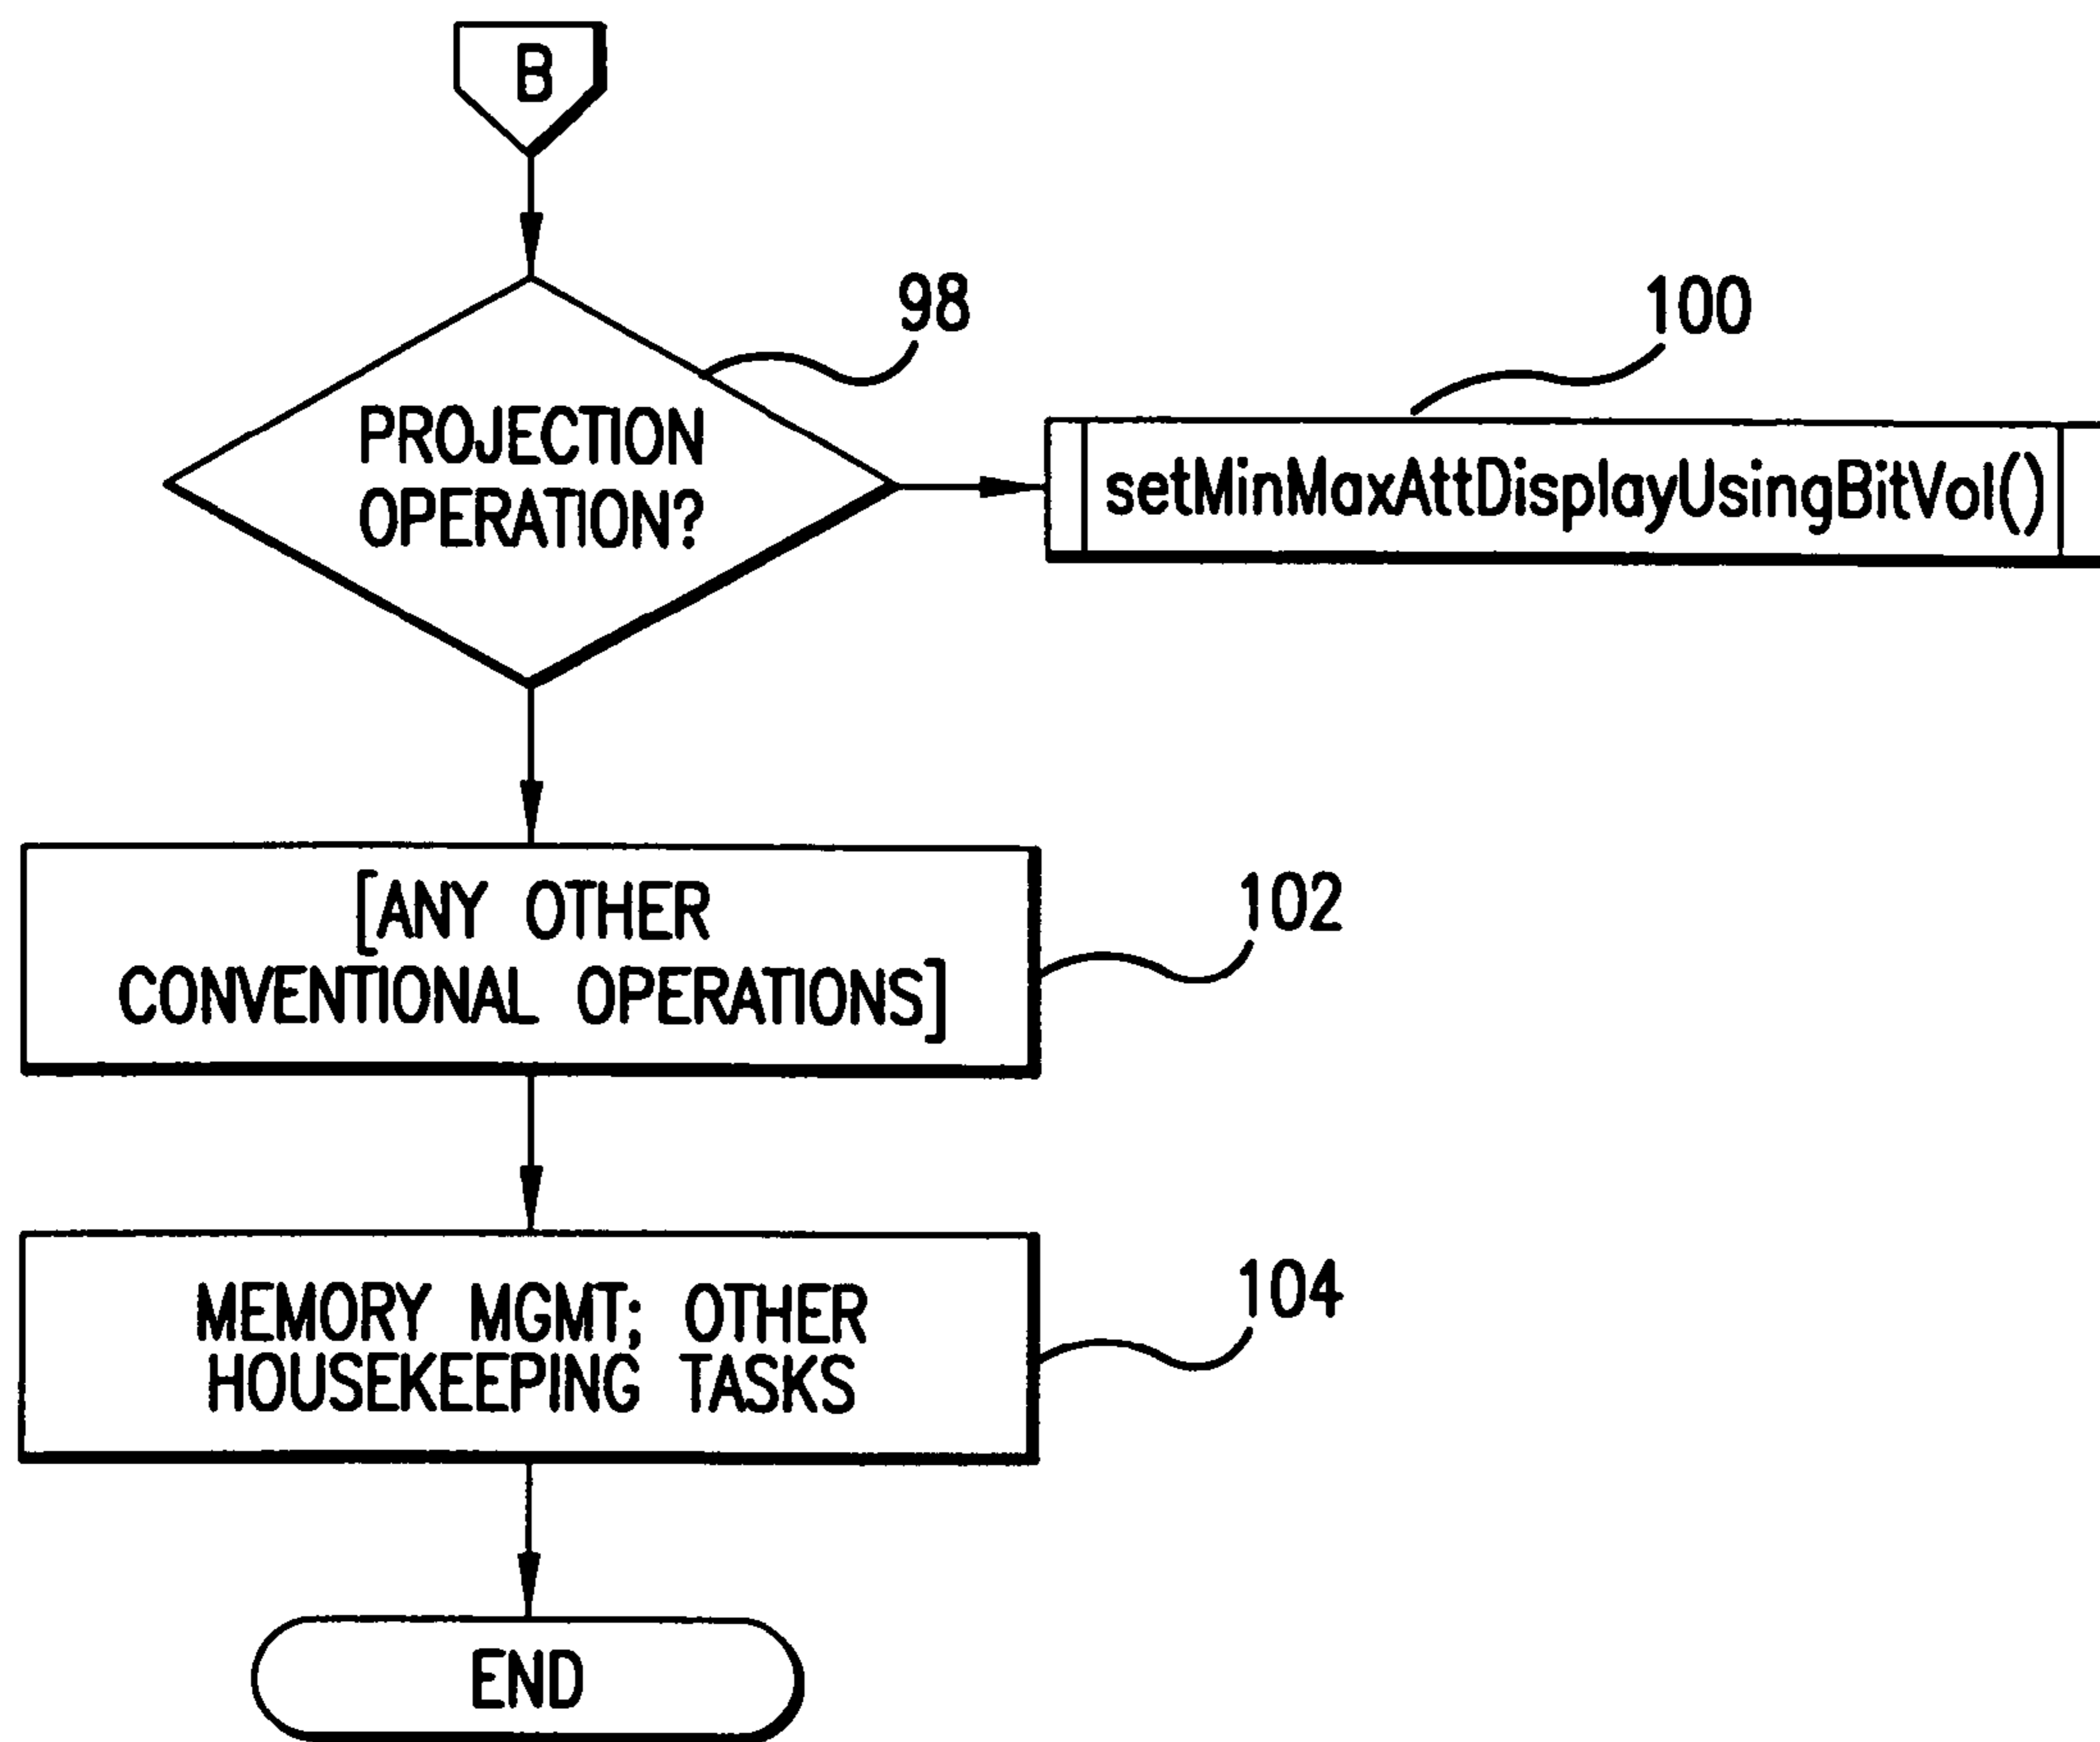 B
98
100
PROJECTION
OPERATION?
setMinMaxAttDisplayUsingBitVol()
[ANY OTHER
CONVENTIONAL OPERATIONS]
102
MEMORY MGMT; OTHER
HOUSEKEEPING TASKS
104
END